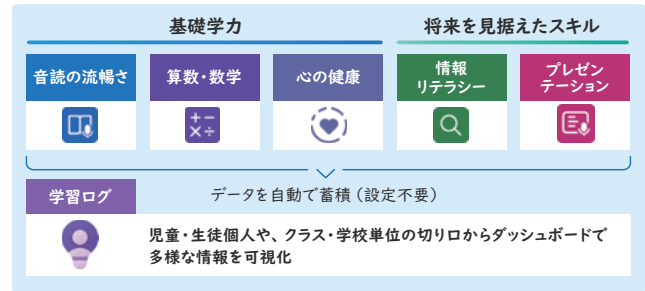 基礎学力
将来を見据えたスキル
音読の流暢さ
算数・数学
心の健康
情報
リテラシー
プレゼン
テーション
学習ログ
データを自動で蓄積（設定不要）
児童・生徒個人や、クラス・学校単位の切り口からダッシュボードで
多様な情報を可視化